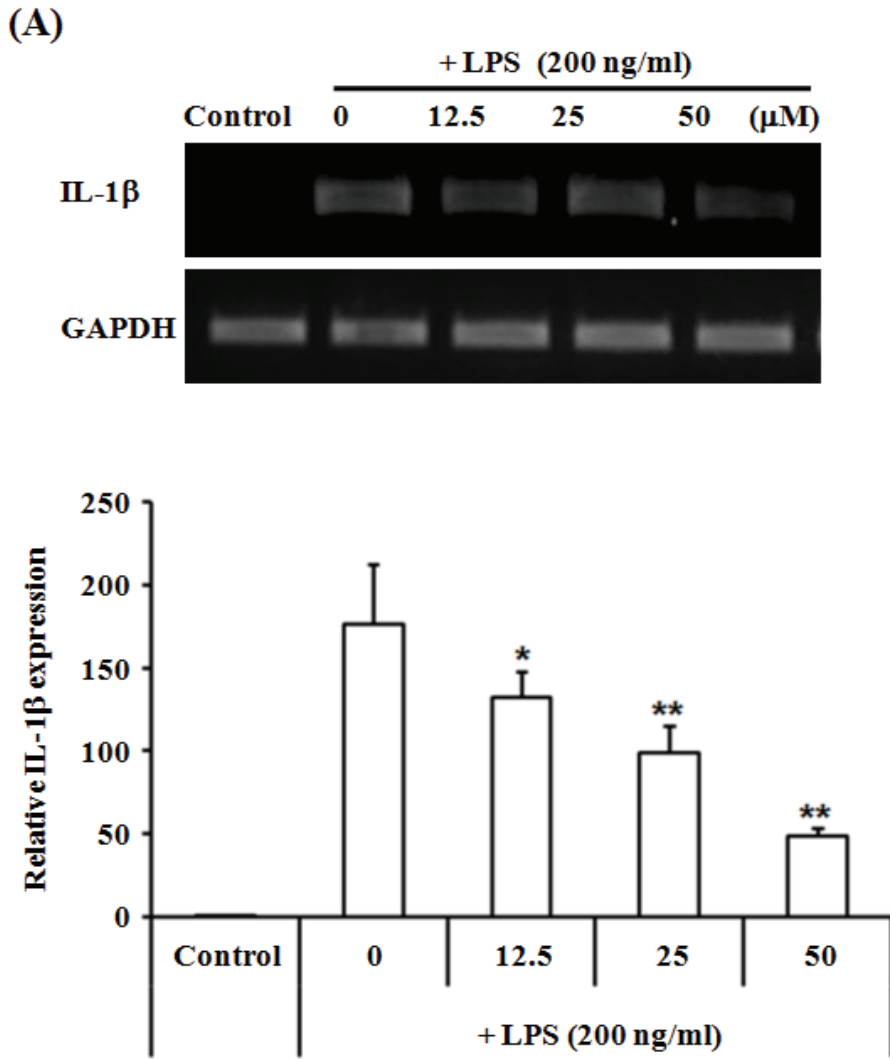 (A)
+ LPS (200 ng/ml)
Control 0 12.5 25 50 (μM)
IL-1β
GAPDH
Relative IL-1β expression
250
200
150
100
50
0
*
**
**
Control 0 12.5 25 50
+ LPS (200 ng/ml)